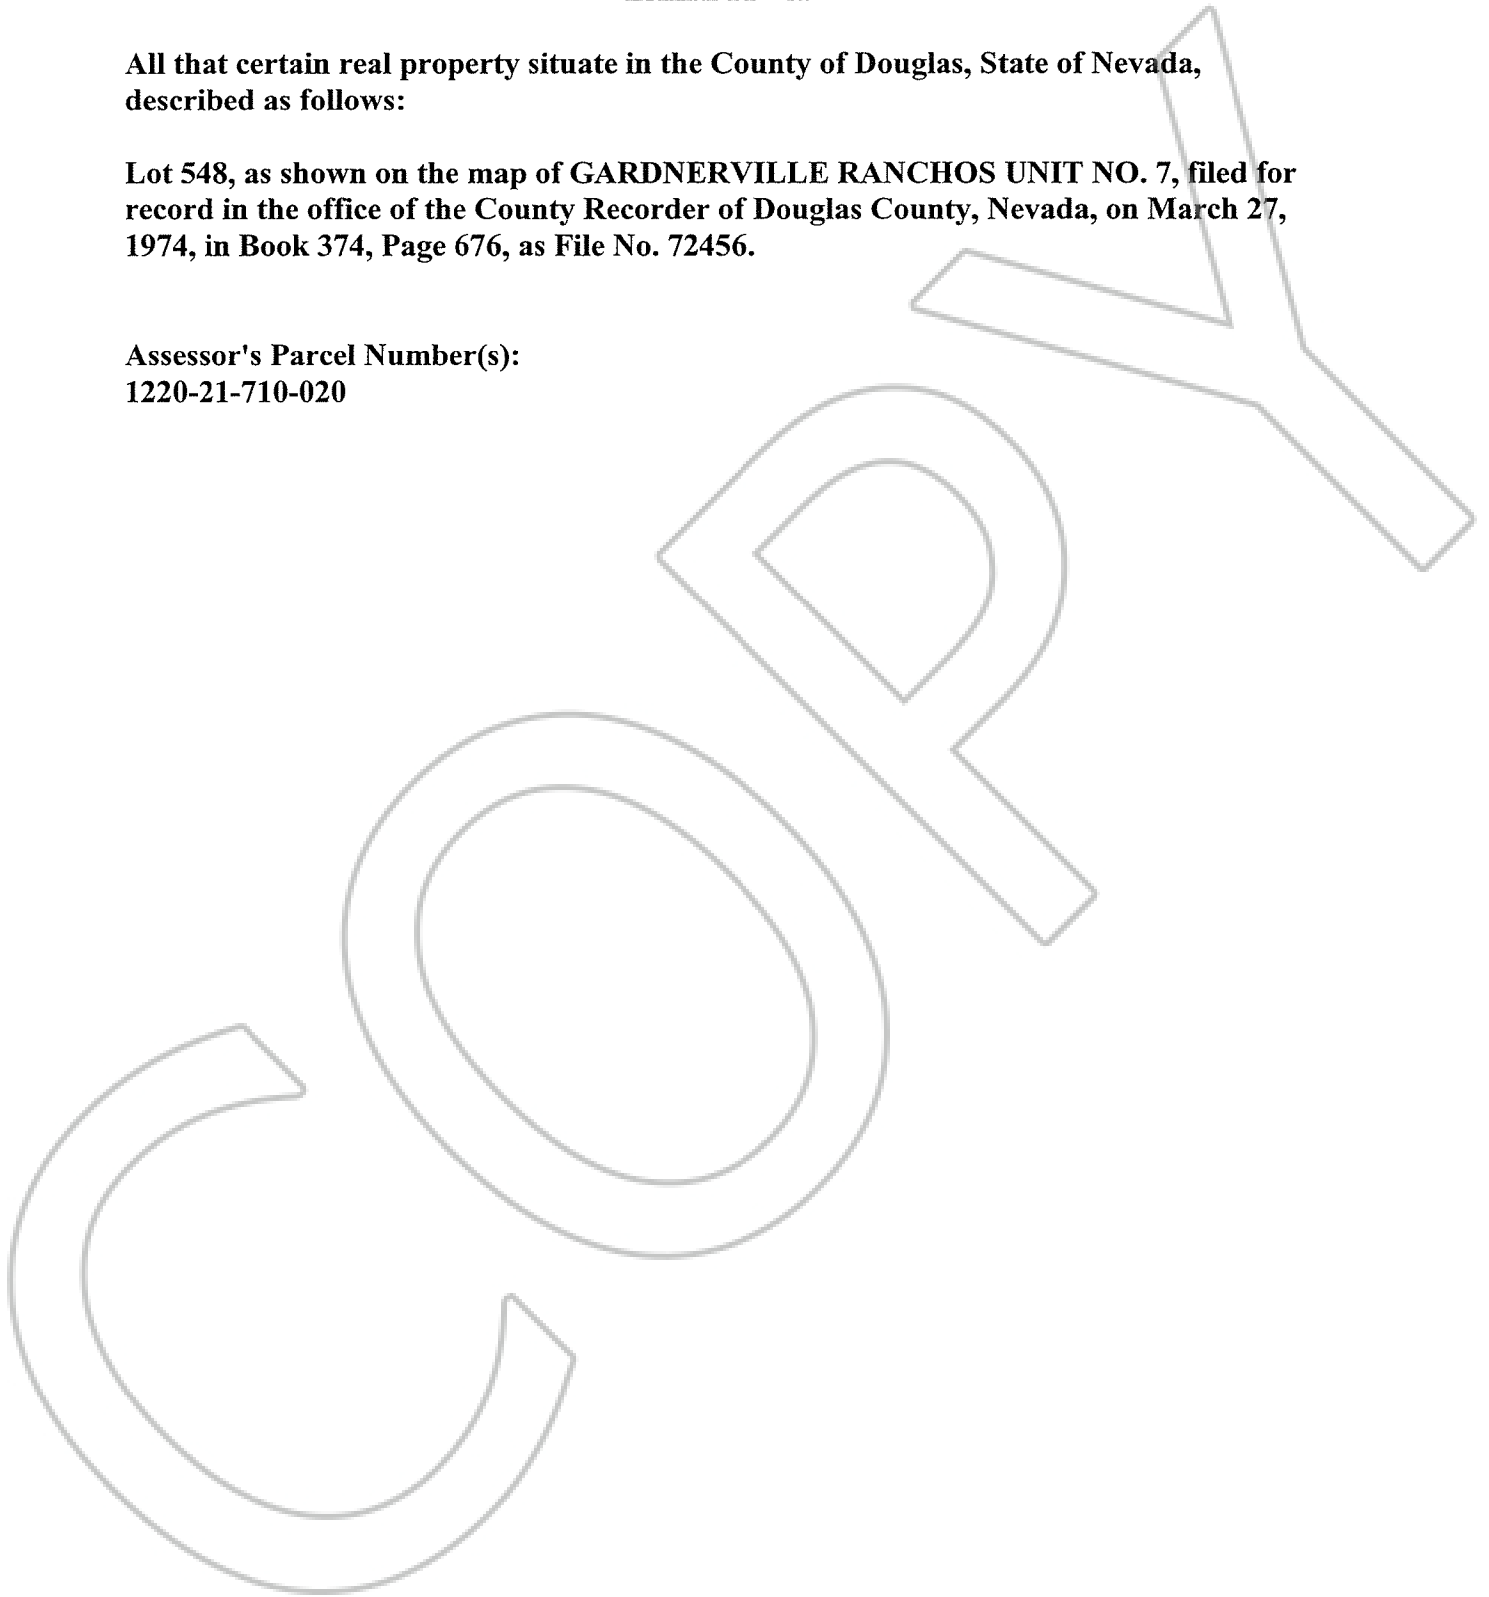 All that certain real property situate in the County of Douglas, State of Nevada,
described as follows:
Lot 548, as shown on the map of GARDNERVILLE RANCHOS UNIT NO. 7, filed for
record in the office of the County Recorder of Douglas County, Nevada, on March 27,
1974, in Book 374, Page 676, as File No. 72456.
Assessor's Parcel Number(s):
1220-21-710-020
COPY